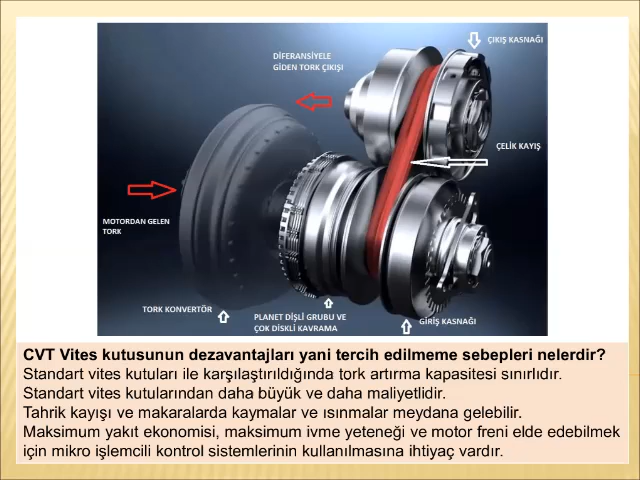 DİFERANSİYELE
GİDEN TORK ÇIKIŞI
ÇIKIŞ KASNAĞI
ÇELİK KAYIŞ
MOTORDAN GELEN
TORK
TORK KONVERTÖR
PLANET DİŞLİ GRUBU VE
ÇOK DİSKLİ KAVRAMA
GİRİŞ KASNAĞI
CVT Vites kutusunun dezavantajları yani tercih edilmeme sebepleri nelerdir?
Standart vites kutuları ile karşılaştırıldığında tork artırma kapasitesi sınırlıdır.
Standart vites kutularından daha büyük ve daha maliyetlidir.
Tahrik kayışı ve makaralarda kaymalar ve ısınmalar meydana gelebilir.
Maksimum yakıt ekonomisi, maksimum ivme yeteneği ve motor freni elde edebilmek
için mikro işlemcili kontrol sistemlerinin kullanılmasına ihtiyaç vardır.